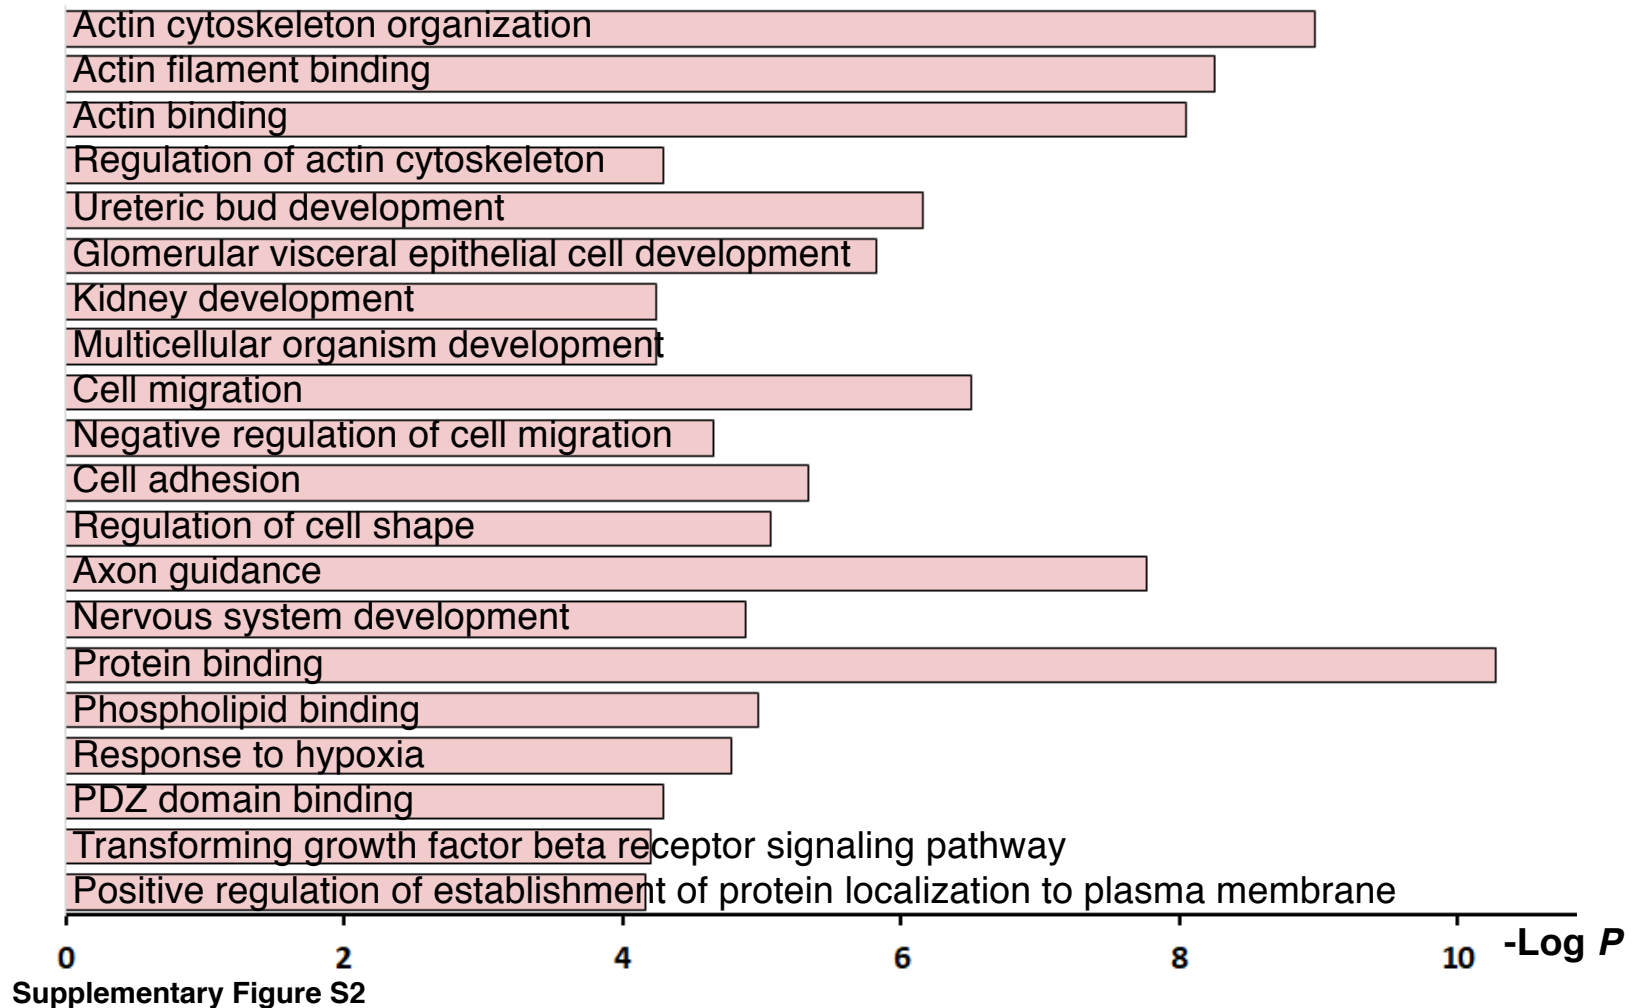 Actin cytoskeleton organization
Actin filament binding
Actin binding
Regulation of actin cytoskeleton
Ureteric bud development
Glomerular visceral epithelial cell development
Kidney development
Multicellular organism development
Cell migration
Negative regulation of cell migration
Cell adhesion
Regulation of cell shape
Axon guidance
Nervous system development
Protein binding
Phospholipid binding
Response to hypoxia
PDZ domain binding
Transforming growth factor beta receptor signaling pathway
Positive regulation of establishment of protein localization to plasma membrane
0 2 4 6 8 10 -Log P
Supplementary Figure S2